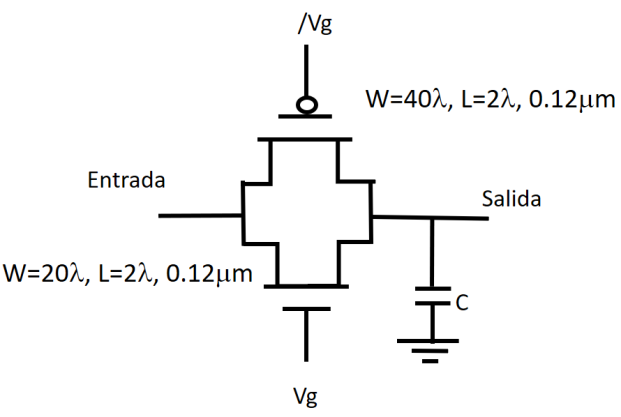 /Vg
W=40λ, L=2λ, 0.12μm
Entrada
Salida
W=20λ, L=2λ, 0.12μm
C
Vg